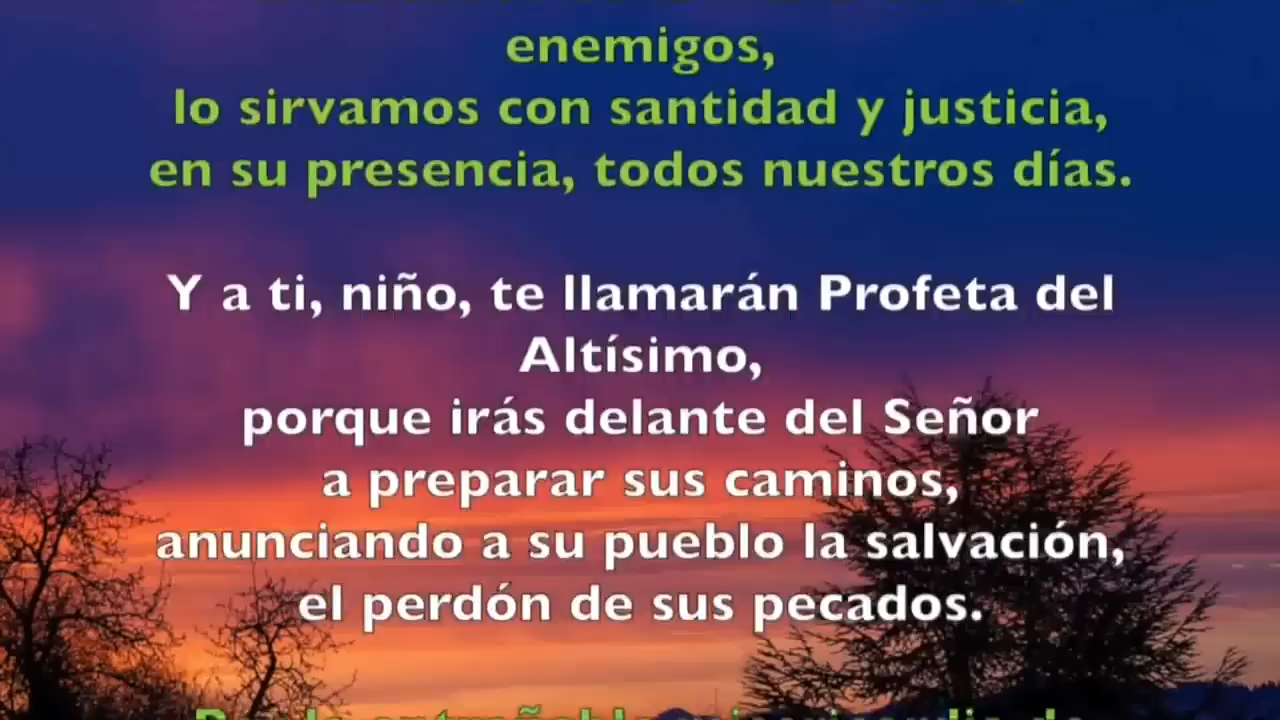 enemigos,
lo sirvamos con santidad y justicia,
en su presencia, todos nuestros días.
Y a ti, niño, te llamarán Profeta del
Altísimo,
porque irás delante del Señor
a preparar sus caminos,
anunciando a su pueblo la salvación,
el perdón de sus pecados.